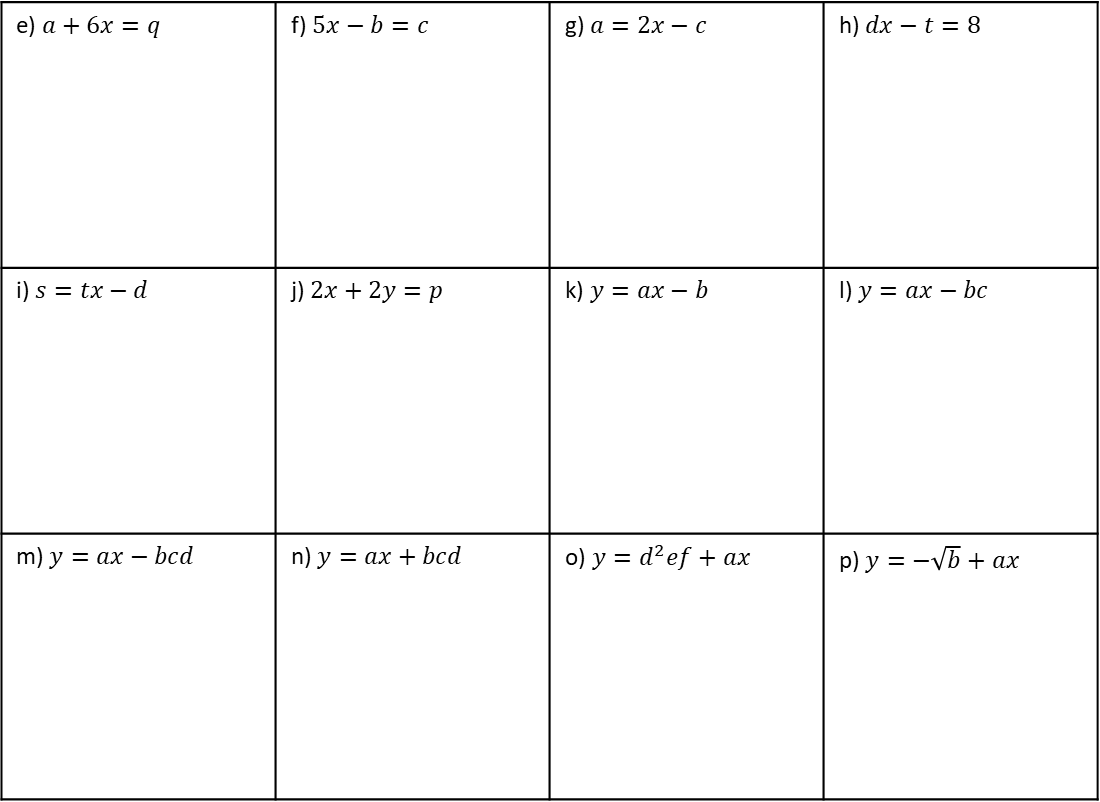 e) a + 6x = q
f) 5x − b = c
g) a = 2x − c
h) dx − t = 8
i) s = tx − d
j) 2x + 2y = p
k) y = ax − b
l) y = ax − bc
m) y = ax − bcd
n) y = ax + bcd
o) y = d²ef + ax
p) y = −√b + ax